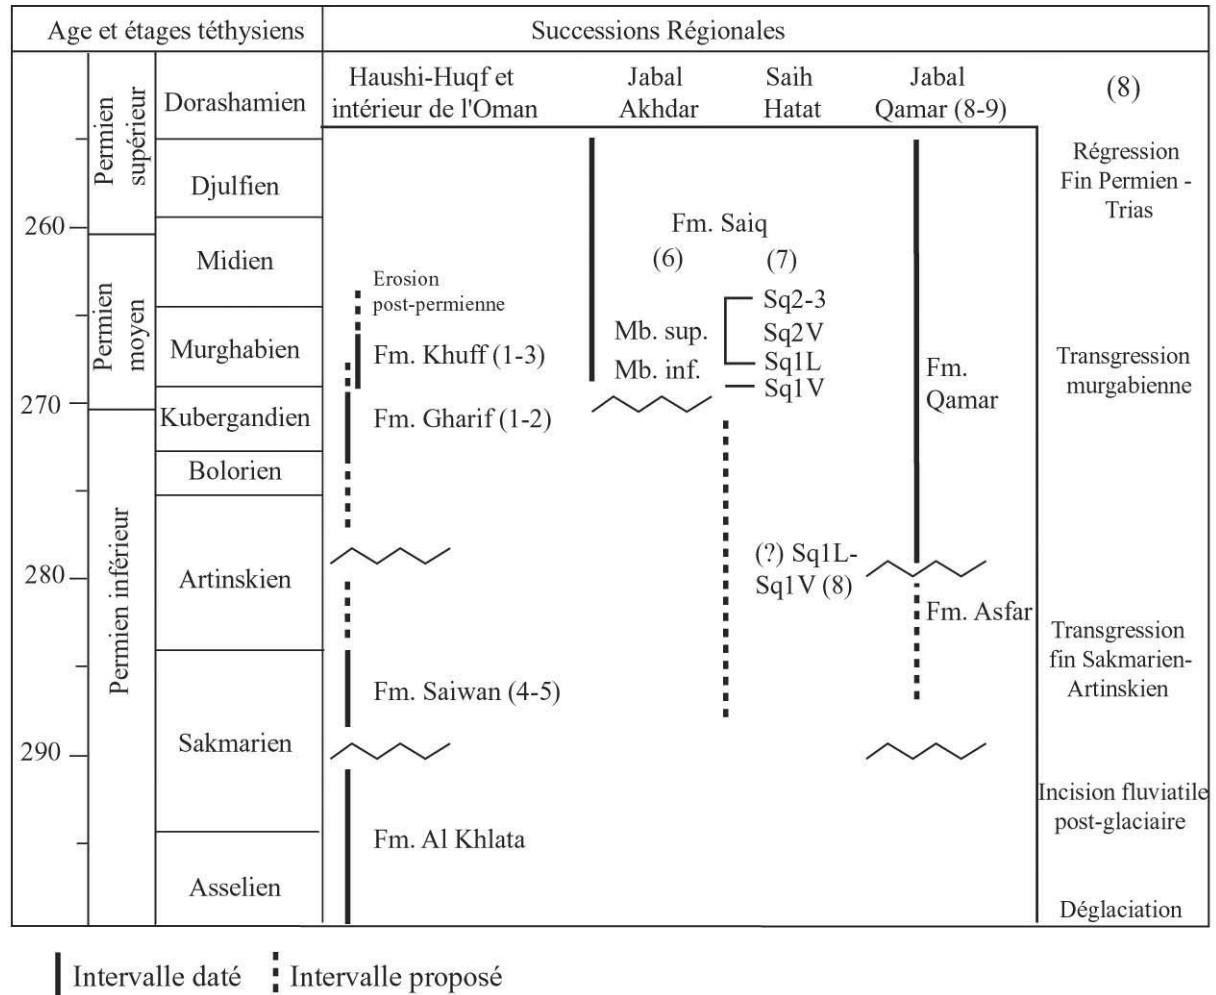 Age et étages téthysiens
Successions Régionales
Haushi-Huqf et
intérieur de l'Oman
Jabal
Akhdar
Saih
Hatat
Jabal
Qamar (8-9)
(8)
260
270
280
290
Permien
supérieur
Permien
moyen
Permien inférieur
Dorashamien
Djulfien
Midien
Murghabien
Kubergandien
Bolorien
Artinskien
Sakmarien
Asselien
Erosion
post-permienne
Fm. Khuff (1-3)
Fm. Gharif (1-2)
Fm. Saiwan (4-5)
Fm. Al Khlata
Fm. Saiq
(6)
(7)
Mb. sup.
Mb. inf.
Sq2-3
Sq2V
Sq1L
Sq1V
(?) Sq1L-
Sq1V (8)
Fm.
Qamar
Fm. Asfar
Régression
Fin Permien -
Trias
Transgression
murgabienne
Transgression
fin Sakmarien-
Artinskien
Incision fluviatile
post-glaciaire
Déglaciation
Intervalle daté
Intervalle proposé